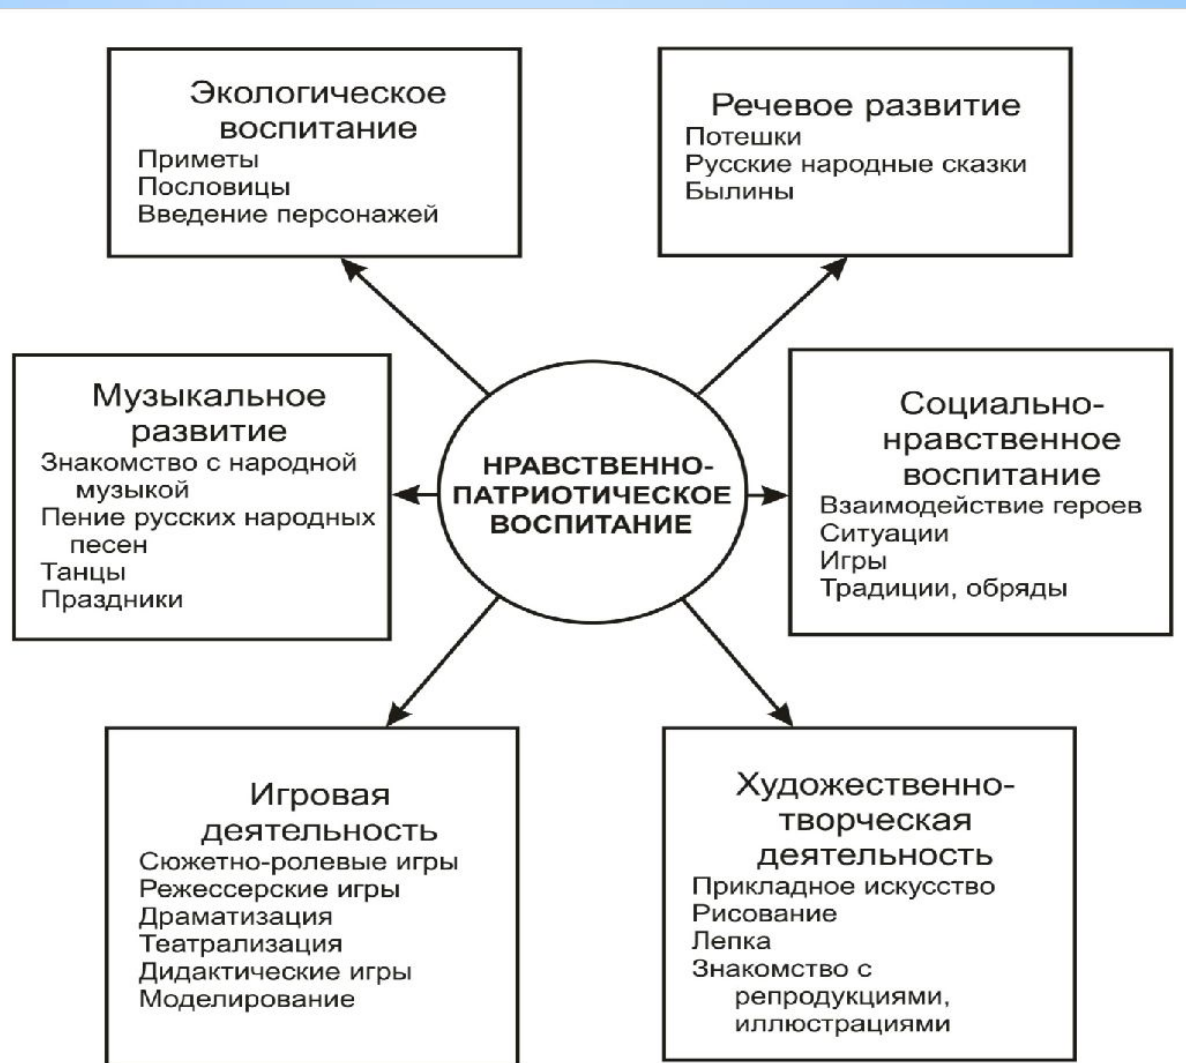 Экологическое
воспитание
Приметы
Пословицы
Введение персонажей
Речевое развитие
Потешки
Русские народные сказки
Былины
Музыкальное
развитие
Знакомство с народной
музыкой
Пение русских народных
песен
Танцы
Праздники
НРАВСТВЕННО-
ПАТРИОТИЧЕСКОЕ
ВОСПИТАНИЕ
Социально-
нравственное
воспитание
Взаимодействие героев
Ситуации
Игры
Традиции, обряды
Игровая
деятельность
Сюжетно-ролевые игры
Режессерские игры
Драматизация
Театрализация
Дидактические игры
Моделирование
Художественно-
творческая
деятельность
Прикладное искусство
Рисование
Лепка
Знакомство с
репродукциями,
иллюстрациями